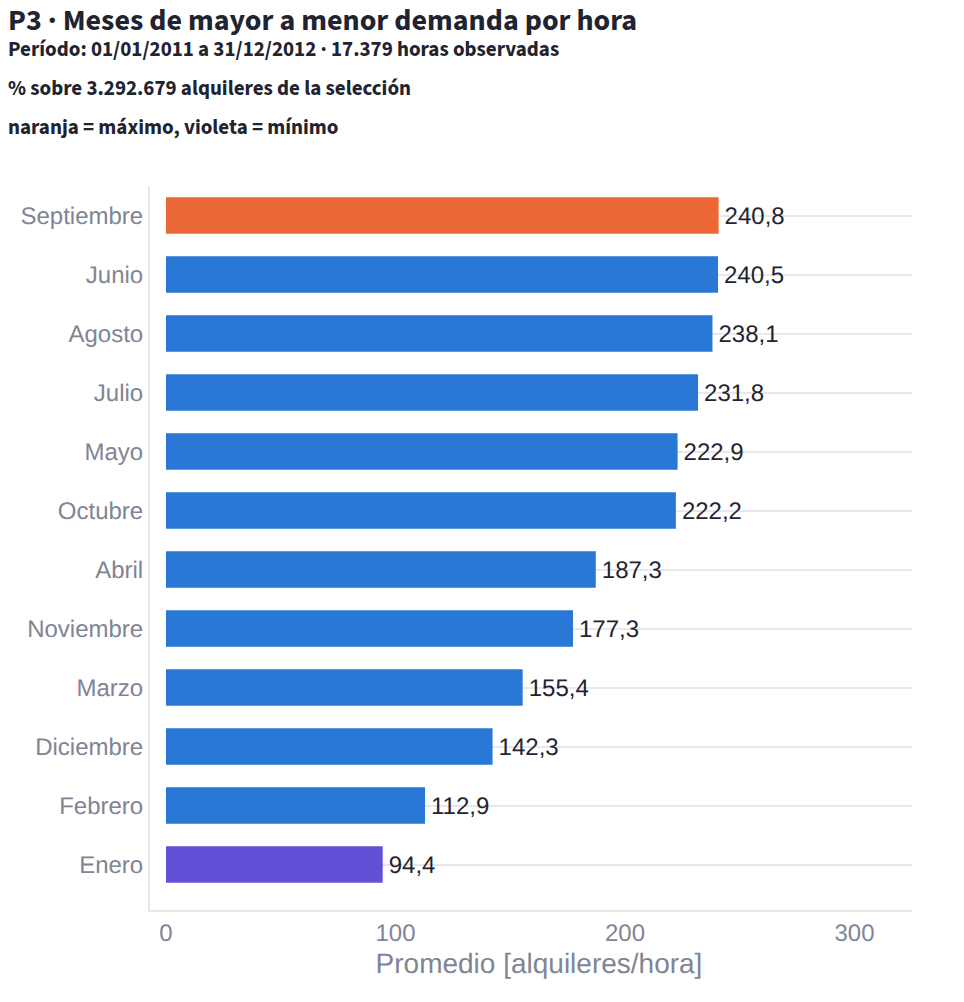 P3 · Meses de mayor a menor demanda por hora
Período: 01/01/2011 a 31/12/2012 · 17.379 horas observadas
% sobre 3.292.679 alquileres de la selección
naranja = máximo, violeta = mínimo
Septiembre 240,8
Junio 240,5
Agosto 238,1
Julio 231,8
Mayo 222,9
Octubre 222,2
Abril 187,3
Noviembre 177,3
Marzo 155,4
Diciembre 142,3
Febrero 112,9
Enero 94,4
0 100 200 300
Promedio [alquileres/hora]